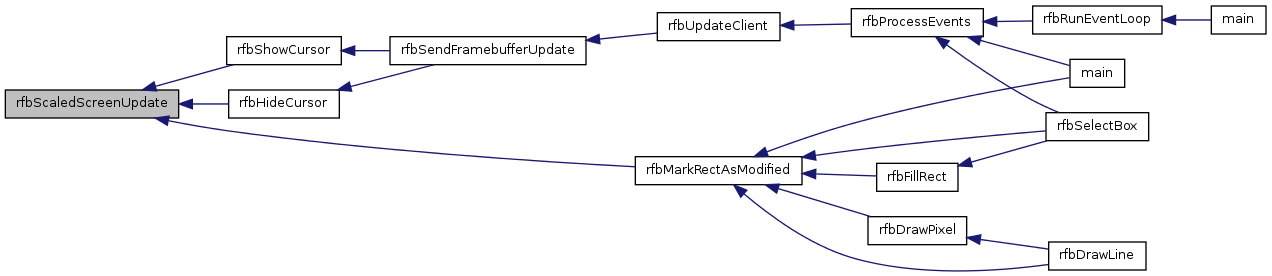 rfbRunEventLoop
main
rfbProcessEvents
rfbUpdateClient
rfbShowCursor
rfbSendFramebufferUpdate
main
rfbScaledScreenUpdate
rfbHideCursor
rfbSelectBox
rfbMarkRectAsModified
rfbFillRect
rfbDrawPixel
rfbDrawLine